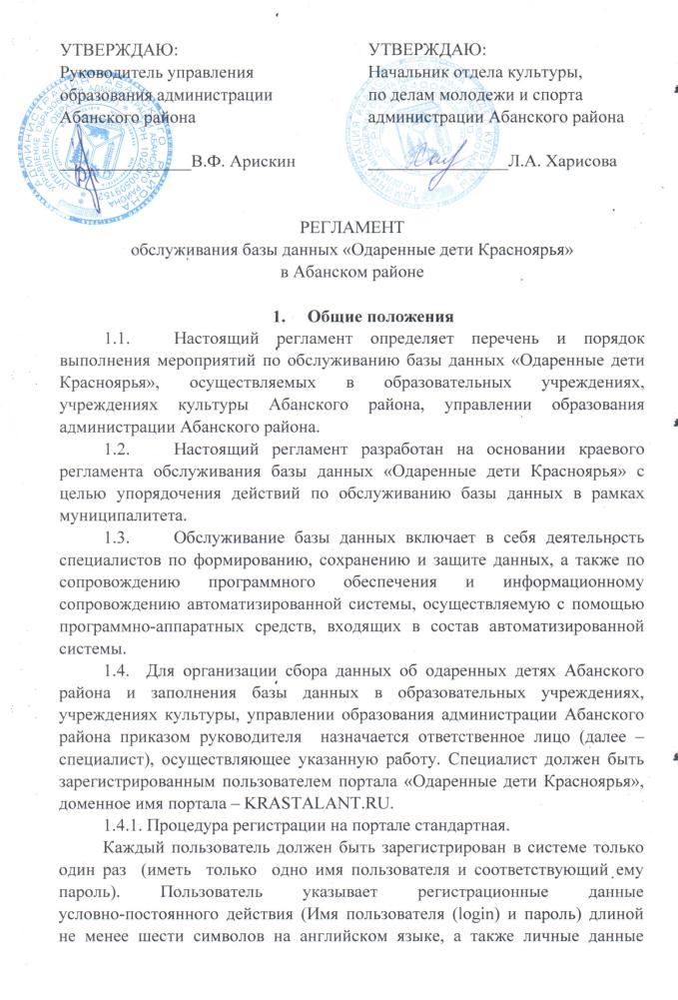 УТВЕРЖДАЮ:
Руководитель управления
образования администрации
Абанского района
В.Ф. Арискин
УТВЕРЖДАЮ:
Начальник отдела культуры,
по делам молодежи и спорта
администрации Абанского района
Л.А. Харисова
РЕГЛАМЕНТ
обслуживания базы данных «Одаренные дети Красноярья»
в Абанском районе
1. Общие положения
1.1. Настоящий регламент определяет перечень и порядок
выполнения мероприятий по обслуживанию базы данных «Одаренные дети
Красноярья», осуществляемых в образовательных учреждениях,
учреждениях культуры Абанского района, управлении образования
администрации Абанского района.
1.2. Настоящий регламент разработан на основании краевого
регламента обслуживания базы данных «Одаренные дети Красноярья» с
целью упорядочения действий по обслуживанию базы данных в рамках
муниципалитета.
1.3. Обслуживание базы данных включает в себя деятельность
специалистов по формированию, сохранению и защите данных, а также по
сопровождению программного обеспечения и информационному
сопровождению автоматизированной системы, осуществляемую с помощью
программно-аппаратных средств, входящих в состав автоматизированной
системы.
1.4. Для организации сбора данных об одаренных детях Абанского
района и заполнения базы данных в образовательных учреждениях,
учреждениях культуры, управлении образования администрации Абанского
района приказом руководителя назначается ответственное лицо (далее –
специалист), осуществляющее указанную работу. Специалист должен быть
зарегистрированным пользователем портала «Одаренные дети Красноярья»,
доменное имя портала – KRASTALANT.RU.
1.4.1. Процедура регистрации на портале стандартная.
Каждый пользователь должен быть зарегистрирован в системе только
один раз (иметь только одно имя пользователя и соответствующий ему
пароль). Пользователь указывает регистрационные данные
условно-постоянного действия (Имя пользователя (login) и пароль) длиной
не менее шести символов на английском языке, а также личные данные